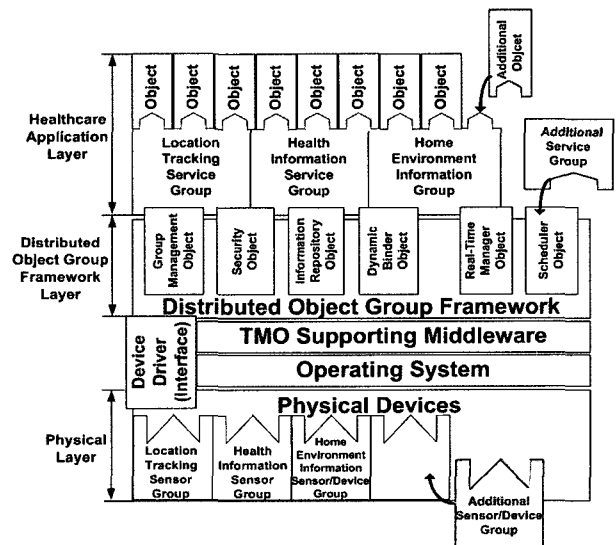 Healthcare
Application
Layer
Object
Object
Object
Object
Object
Object
Object
Object
Additional
Objcet
Location
Tracking
Service
Group
Health
Information
Service
Group
Home
Environment
Information
Group
Additional
Service
Group
Distributed
Object Group
Framework
Layer
Group
Management
Object
Security
Object
Information
Repository
Object
Dynamic
Binder
Object
Real-Time
Manager
Object
Scheduler
Object
Distributed Object Group Framework
Device
Driver
(Interface)
TMO Supporting Middleware
Operating System
Physical Devices
Physical
Layer
Location
Tracking
Sensor
Group
Health
Information
Sensor
Group
Home
Environment
Information
Sensor/Device
Group
Additional
Sensor/Device
Group